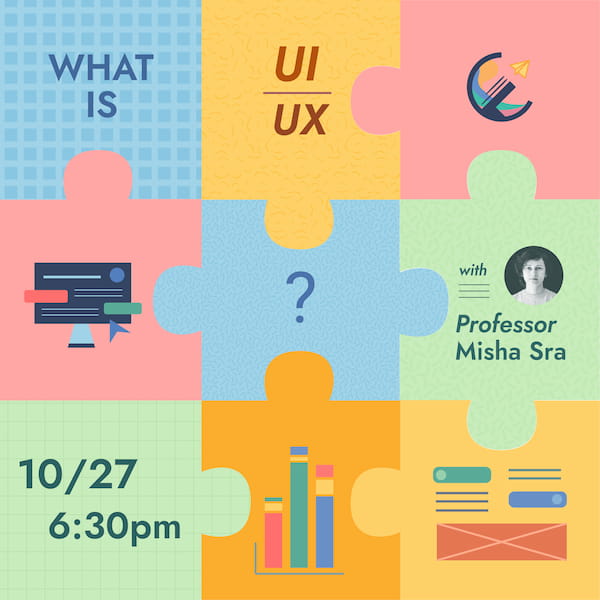 WHAT
IS
UI
UX
?
with
Professor
Misha Sra
10/27
6:30pm